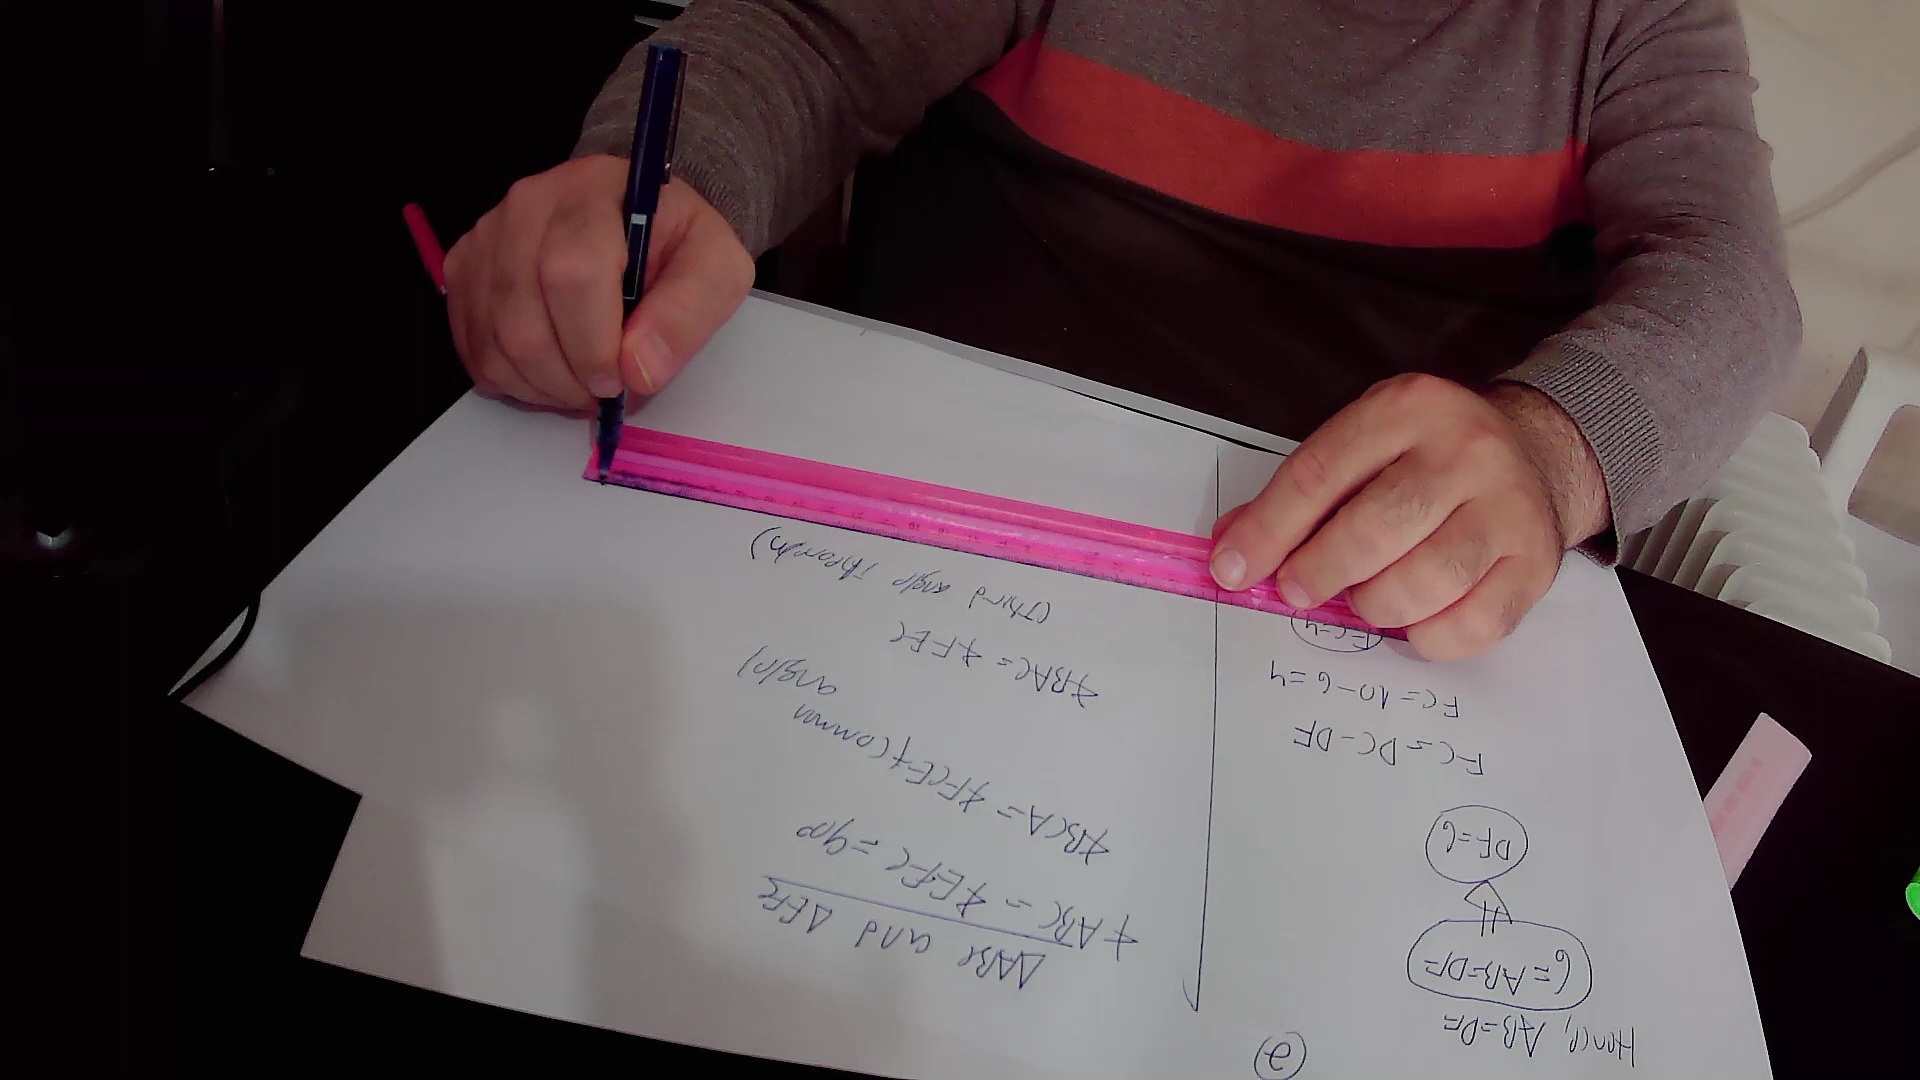 ②
Hence, AB=DF
6=AB=DF
DF=6
FC=DC-DF
FC=10-6=4
FC=4
ΔABC and ΔEFC
∡ABC=∡EFC=90°
∡BCA=∡FCE (common
angle)
∡BAC=∡FEC
(third angle theorem)